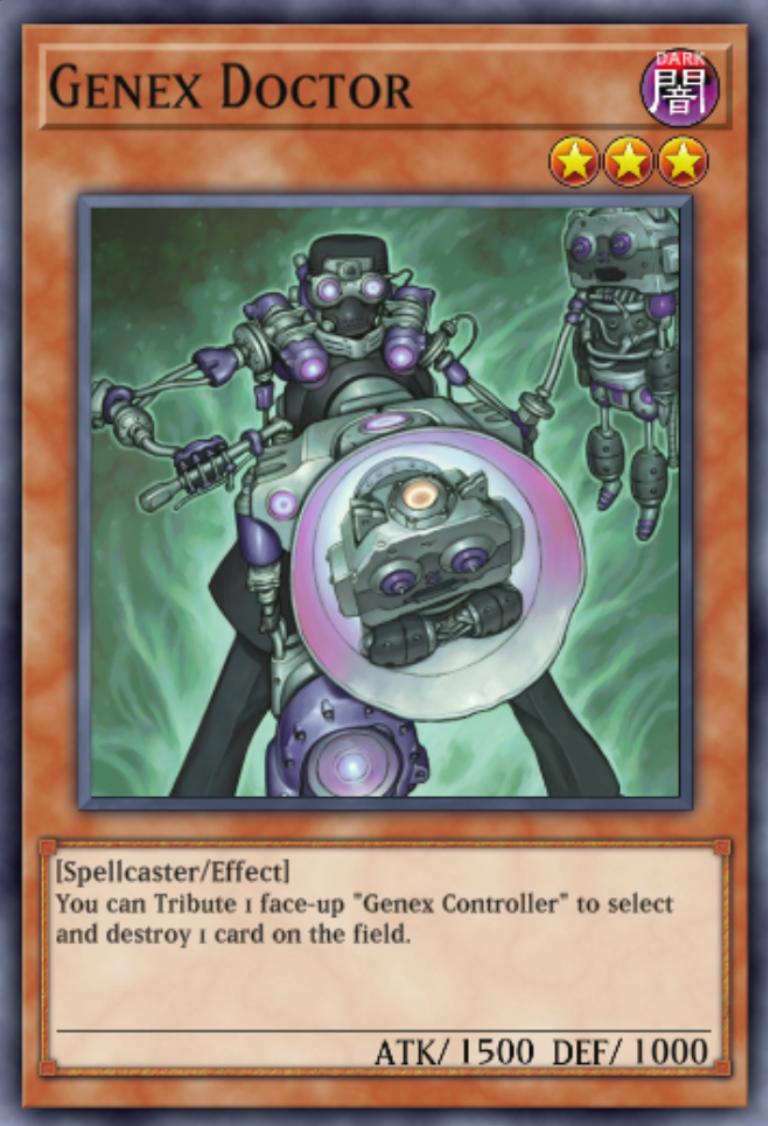 Genex Doctor
DARK
闇
[Spellcaster/Effect]
You can Tribute 1 face-up "Genex Controller" to select
and destroy 1 card on the field.
ATK/ 1500 DEF/ 1000